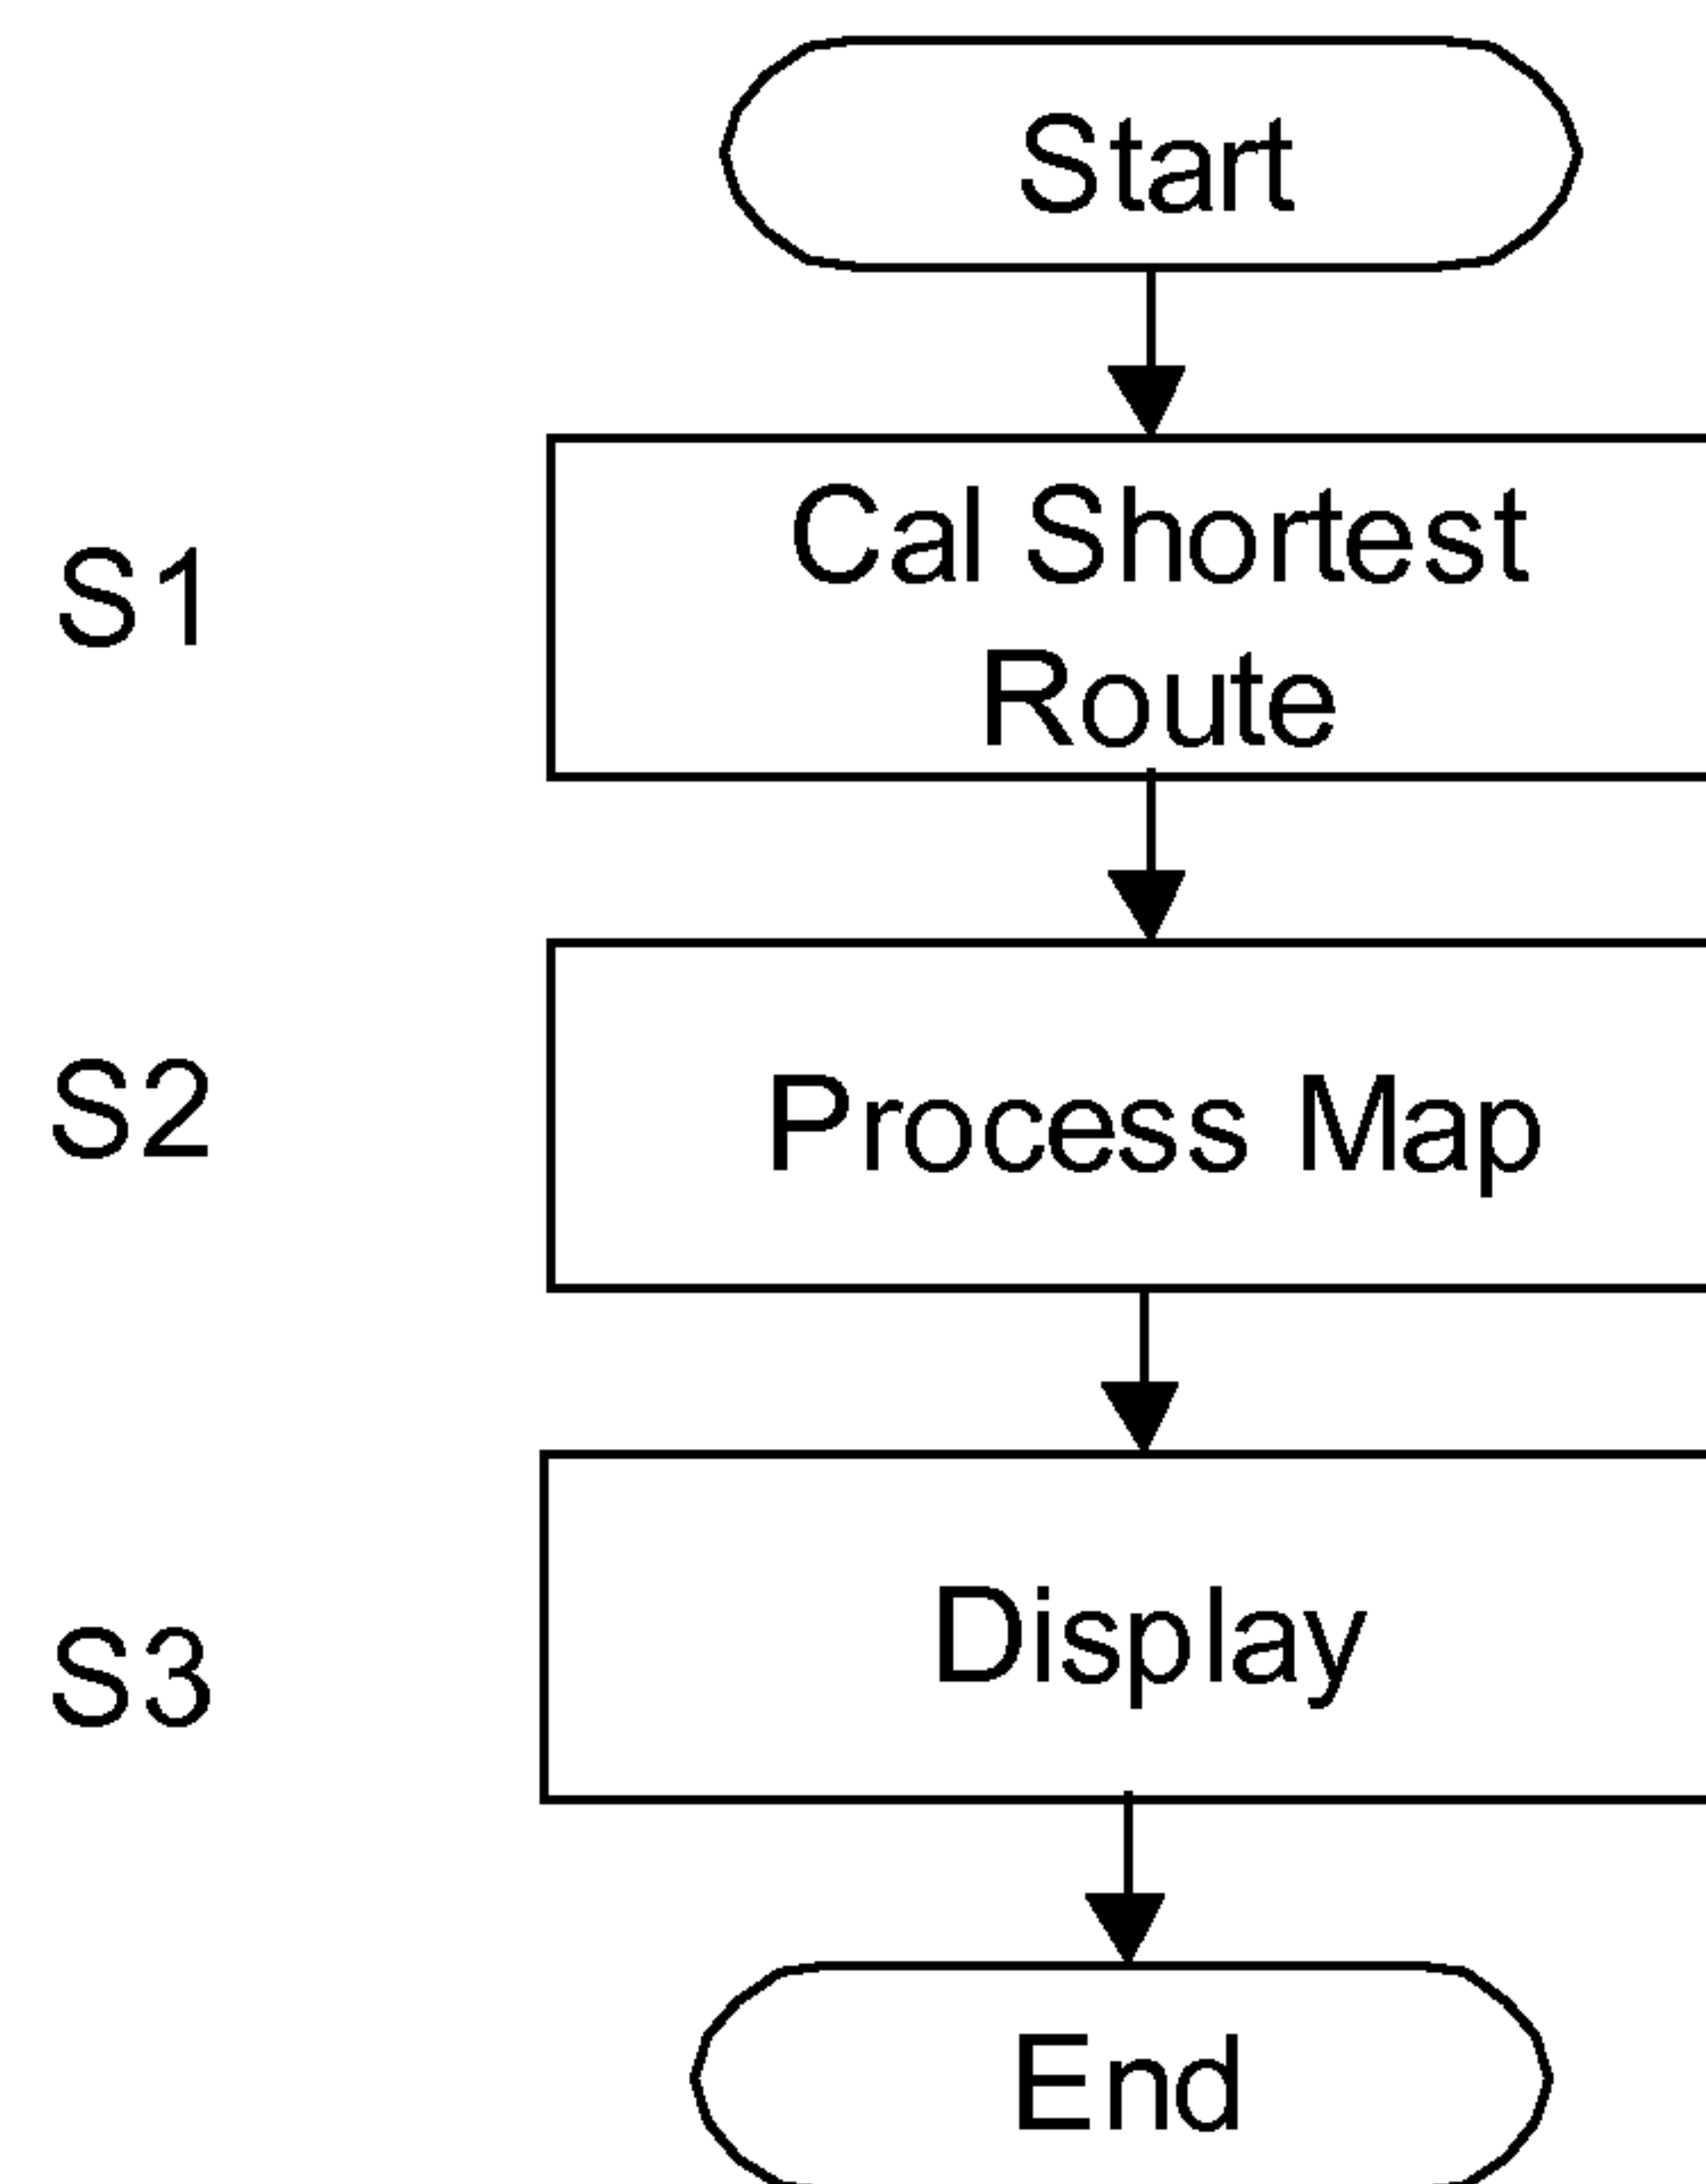 Start
S1
Cal Shortest
Route
S2
Process Map
S3
Display
End